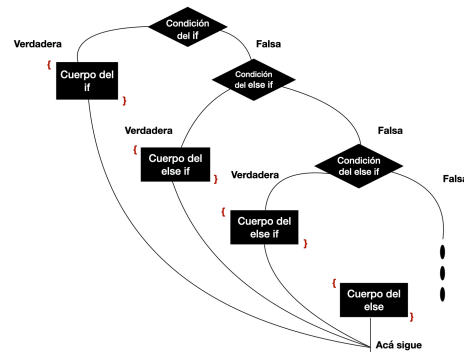 Condición
del if
Verdadera
Falsa
{
Cuerpo del
if
}
Condición
del else if
{
}
Verdadera
Falsa
{
Cuerpo del
else if
}
Condición
del else if
Verdadera
Falsa
{
Cuerpo del
else if
}
{
Cuerpo del
else
}
Acá sigue